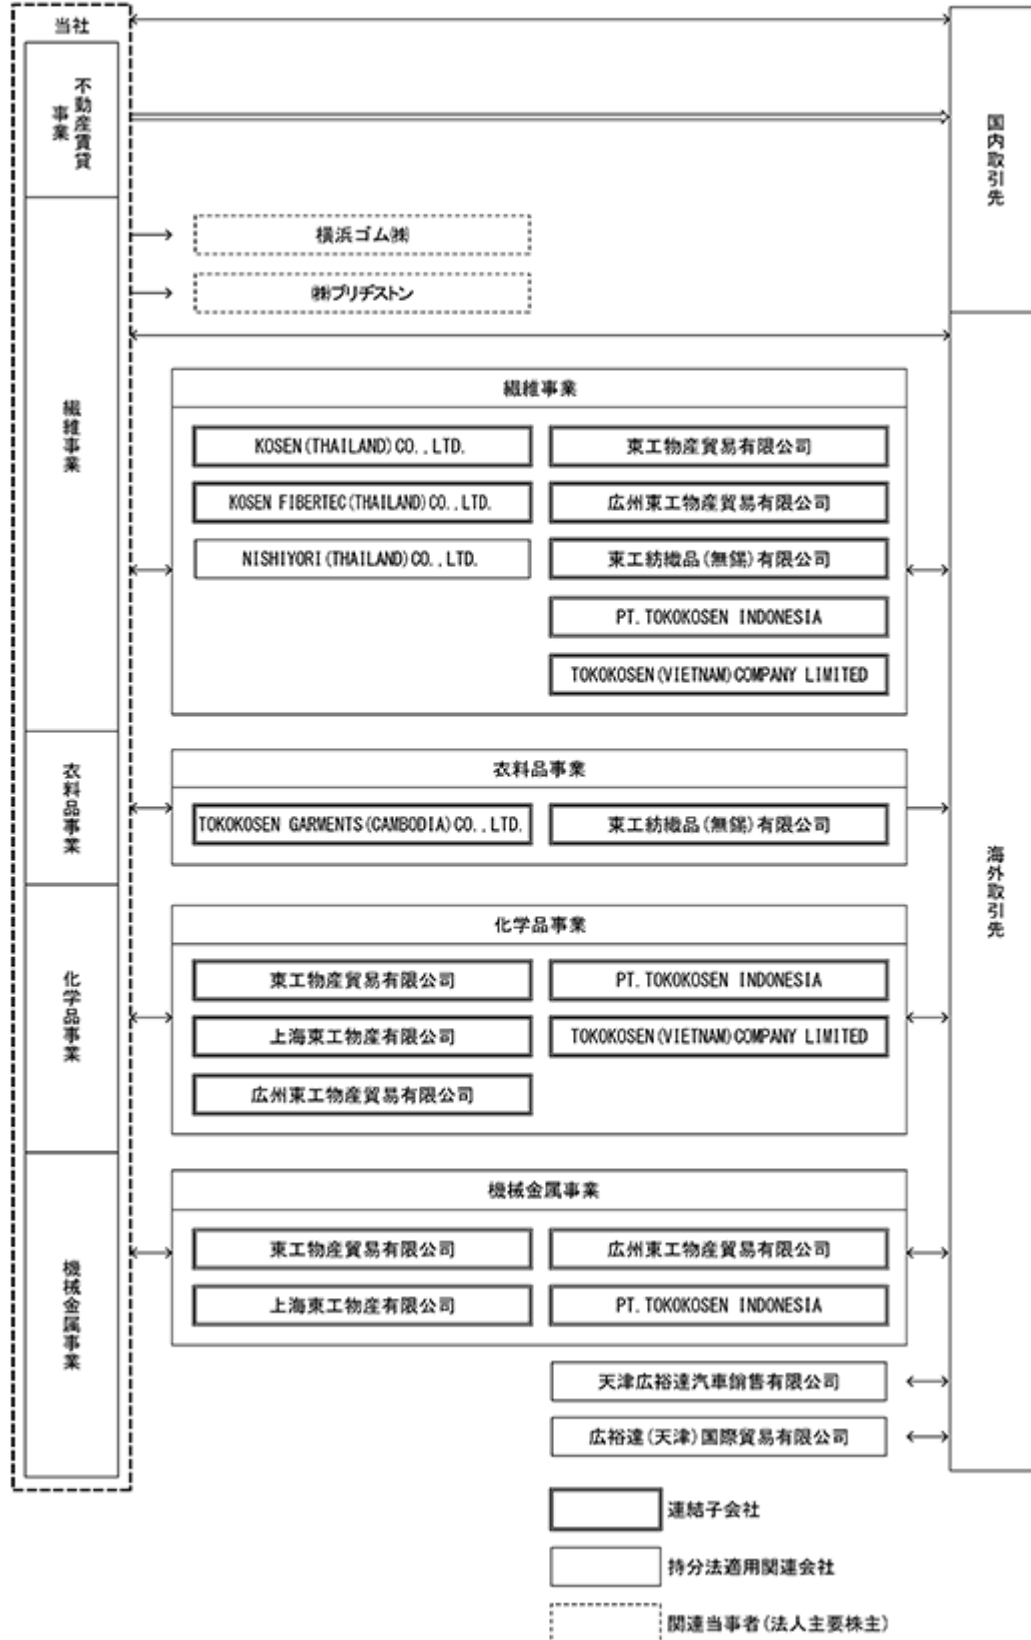 当社
不動産賃貸
事業
繊維事業
衣料品事業
化学品事業
機械金属事業
国内取引先
海外取引先
横浜ゴム㈱
㈱ブリヂストン
繊維事業
KOSEN(THAILAND)CO.,LTD.
東工物産貿易有限公司
KOSEN FIBERTEC(THAILAND)CO.,LTD.
広州東工物産貿易有限公司
NISHIYORI(THAILAND)CO.,LTD.
東工紡織品(無錫)有限公司
PT.TOKOKOSEN INDONESIA
TOKOKOSEN(VIETNAM)COMPANY LIMITED
衣料品事業
TOKOKOSEN GARMENTS(CAMBODIA)CO.,LTD.
東工紡織品(無錫)有限公司
化学品事業
東工物産貿易有限公司
PT.TOKOKOSEN INDONESIA
上海東工物産有限公司
TOKOKOSEN(VIETNAM)COMPANY LIMITED
広州東工物産貿易有限公司
機械金属事業
東工物産貿易有限公司
広州東工物産貿易有限公司
上海東工物産有限公司
PT.TOKOKOSEN INDONESIA
天津広裕達汽車銷售有限公司
広裕達(天津)国際貿易有限公司
連結子会社
持分法適用関連会社
関連当事者(法人主要株主)